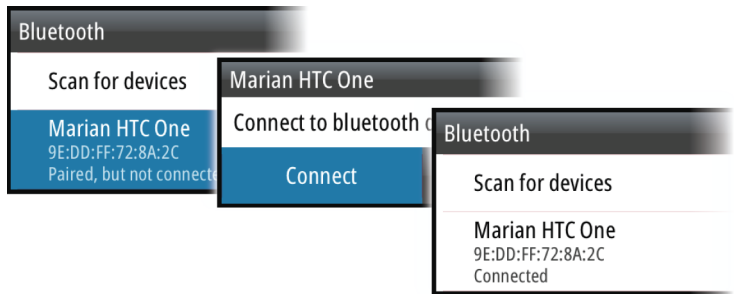 Bluetooth
Scan for devices
Marian HTC One
9E:DD:FF:72:8A:2C
Paired, but not connecte
Marian HTC One
Connect to bluetooth
Connect
Bluetooth
Scan for devices
Marian HTC One
9E:DD:FF:72:8A:2C
Connected